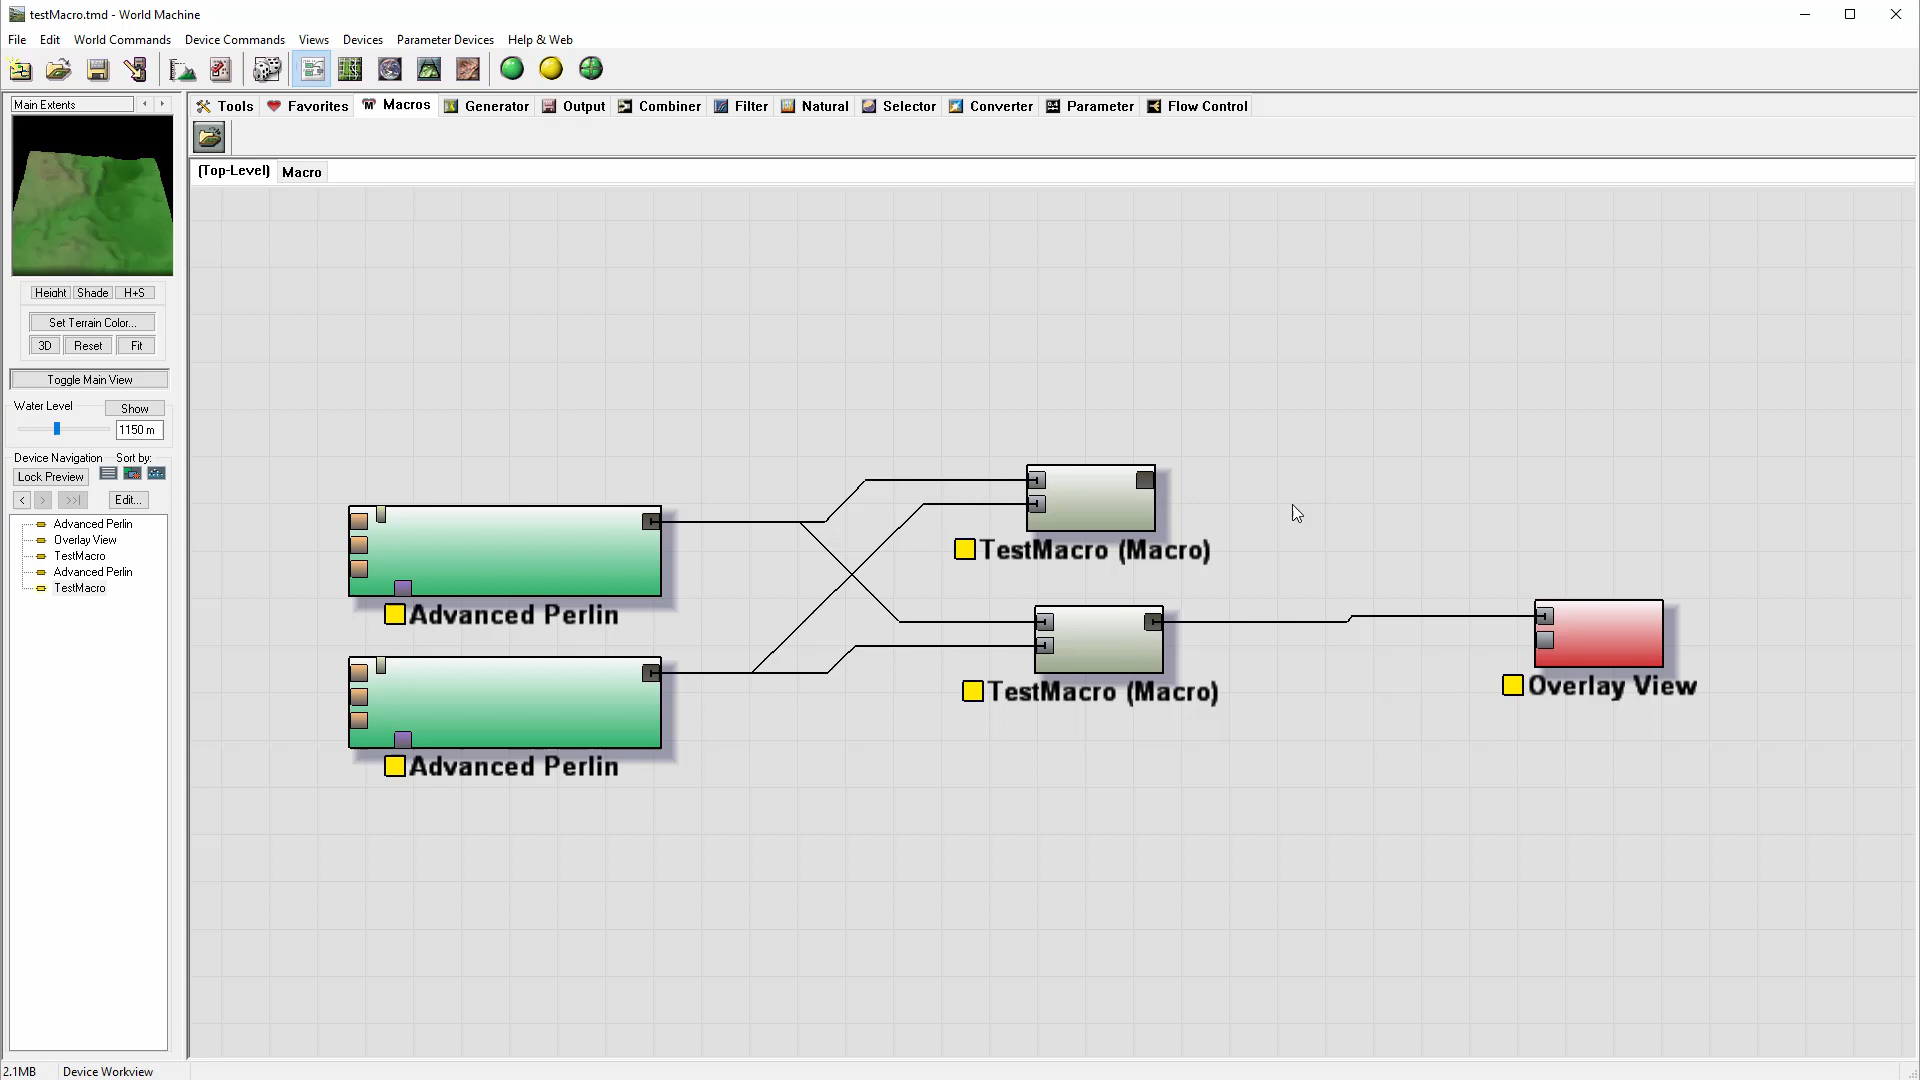 testMacro.tmd - World Machine
File Edit World Commands Device Commands Views Devices Parameter Devices Help & Web
Main Extents
Tools Favorites Macros Generator Output Combiner Filter Natural Selector Converter Parameter Flow Control
(Top-Level) Macro
Height Shade H+S
Set Terrain Color...
3D Reset Fit
Toggle Main View
Water Level Show
1150 m
Device Navigation Sort by:
Lock Preview
< > >>| Edit...
Advanced Perlin
Overlay View
TestMacro
Advanced Perlin
TestMacro
TestMacro (Macro)
Advanced Perlin
TestMacro (Macro)
Overlay View
Advanced Perlin
2.1MB Device Workview